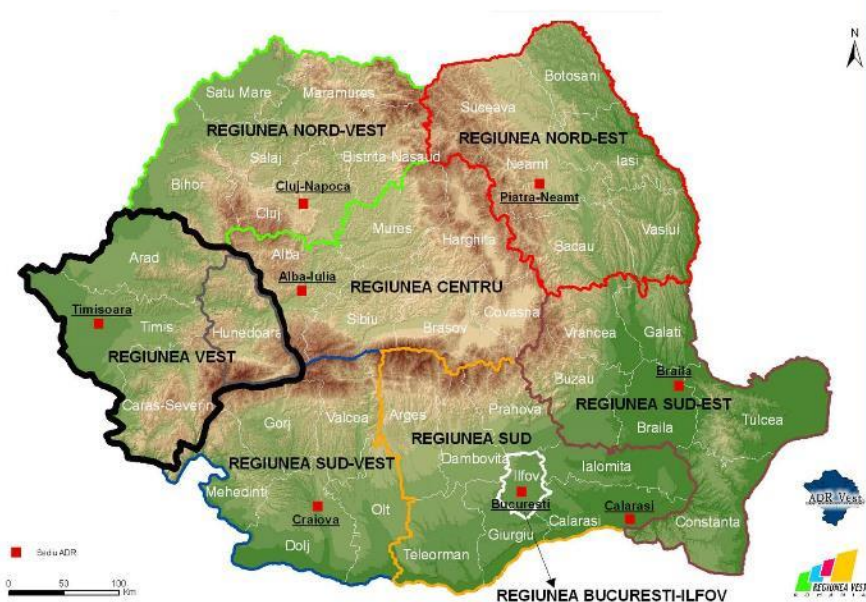 N
Botosani
Satu Mare
Maramures
Suceava
REGIUNEA NORD-VEST
REGIUNEA NORD-EST
Salaj
Bistrita Nasaud
Neamt
Iasi
Bihor
Cluj-Napoca
Piatra-Neamt
Cluj
Mures
Vaslui
Harghita
Bacau
Arad
Alba
Alba-Iulia
REGIUNEA CENTRU
Timisoara
Covasna
Timis
Hunedoara
Sibiu
Brasov
Vrancea
Galati
REGIUNEA VEST
Braila
Buzau
Caras-Severin
Gorj
Valcea
Arges
Prahova
REGIUNEA SUD-EST
Tulcea
REGIUNEA SUD
Braila
Dambovita
REGIUNEA SUD-VEST
Ilfov
Ialomita
ADR Vest
Mehedinti
Bucuresti
Craiova
Olt
Calarasi
Calarasi
Constanta
Giurgiu
Dolj
Teleorman
Sediu ADR
0 50 100
Km
REGIUNEA BUCURESTI-ILFOV
REGIUNEA VEST